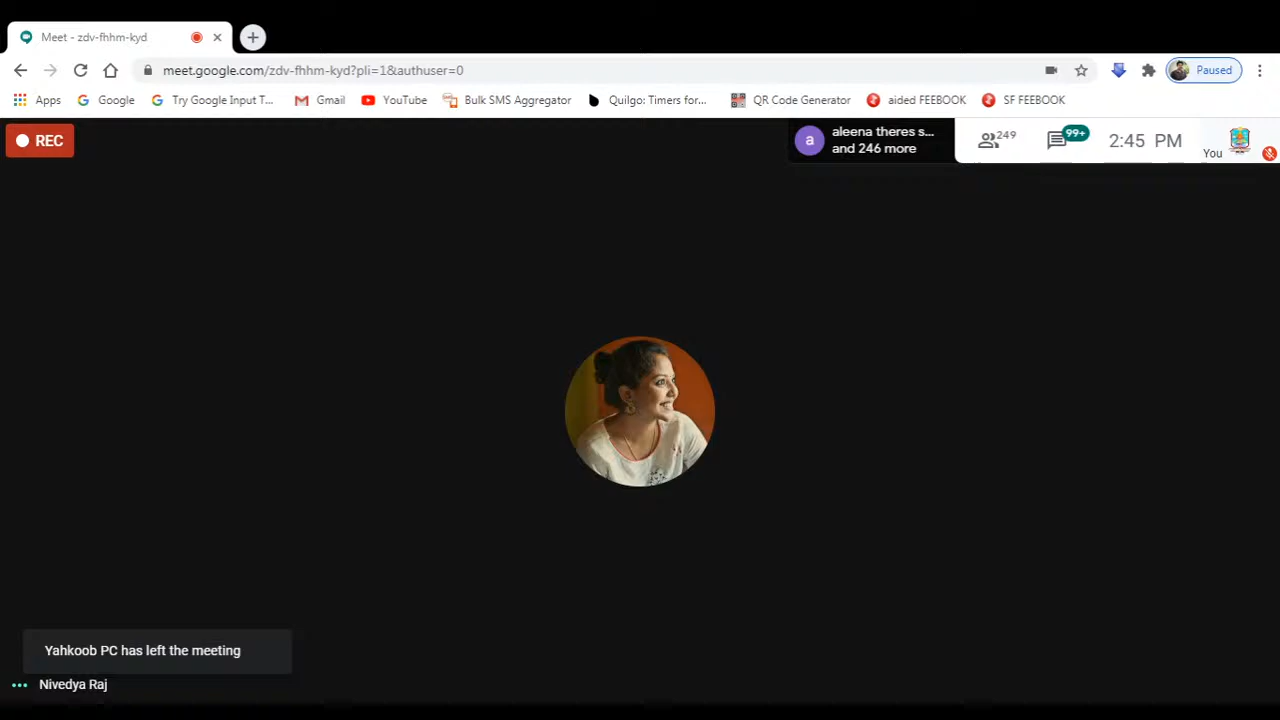 Meet - zdv-fhhm-kyd
meet.google.com/zdv-fhhm-kyd?pli=1&authuser=0
Paused
Apps
Google
Try Google Input T...
Gmail
YouTube
Bulk SMS Aggregator
Quilgo: Timers for...
QR Code Generator
aided FEEBOOK
SF FEEBOOK
REC
a
aleena theres s...
and 246 more
249
99+
2:45 PM
You
Yahkoob PC has left the meeting
Nivedya Raj